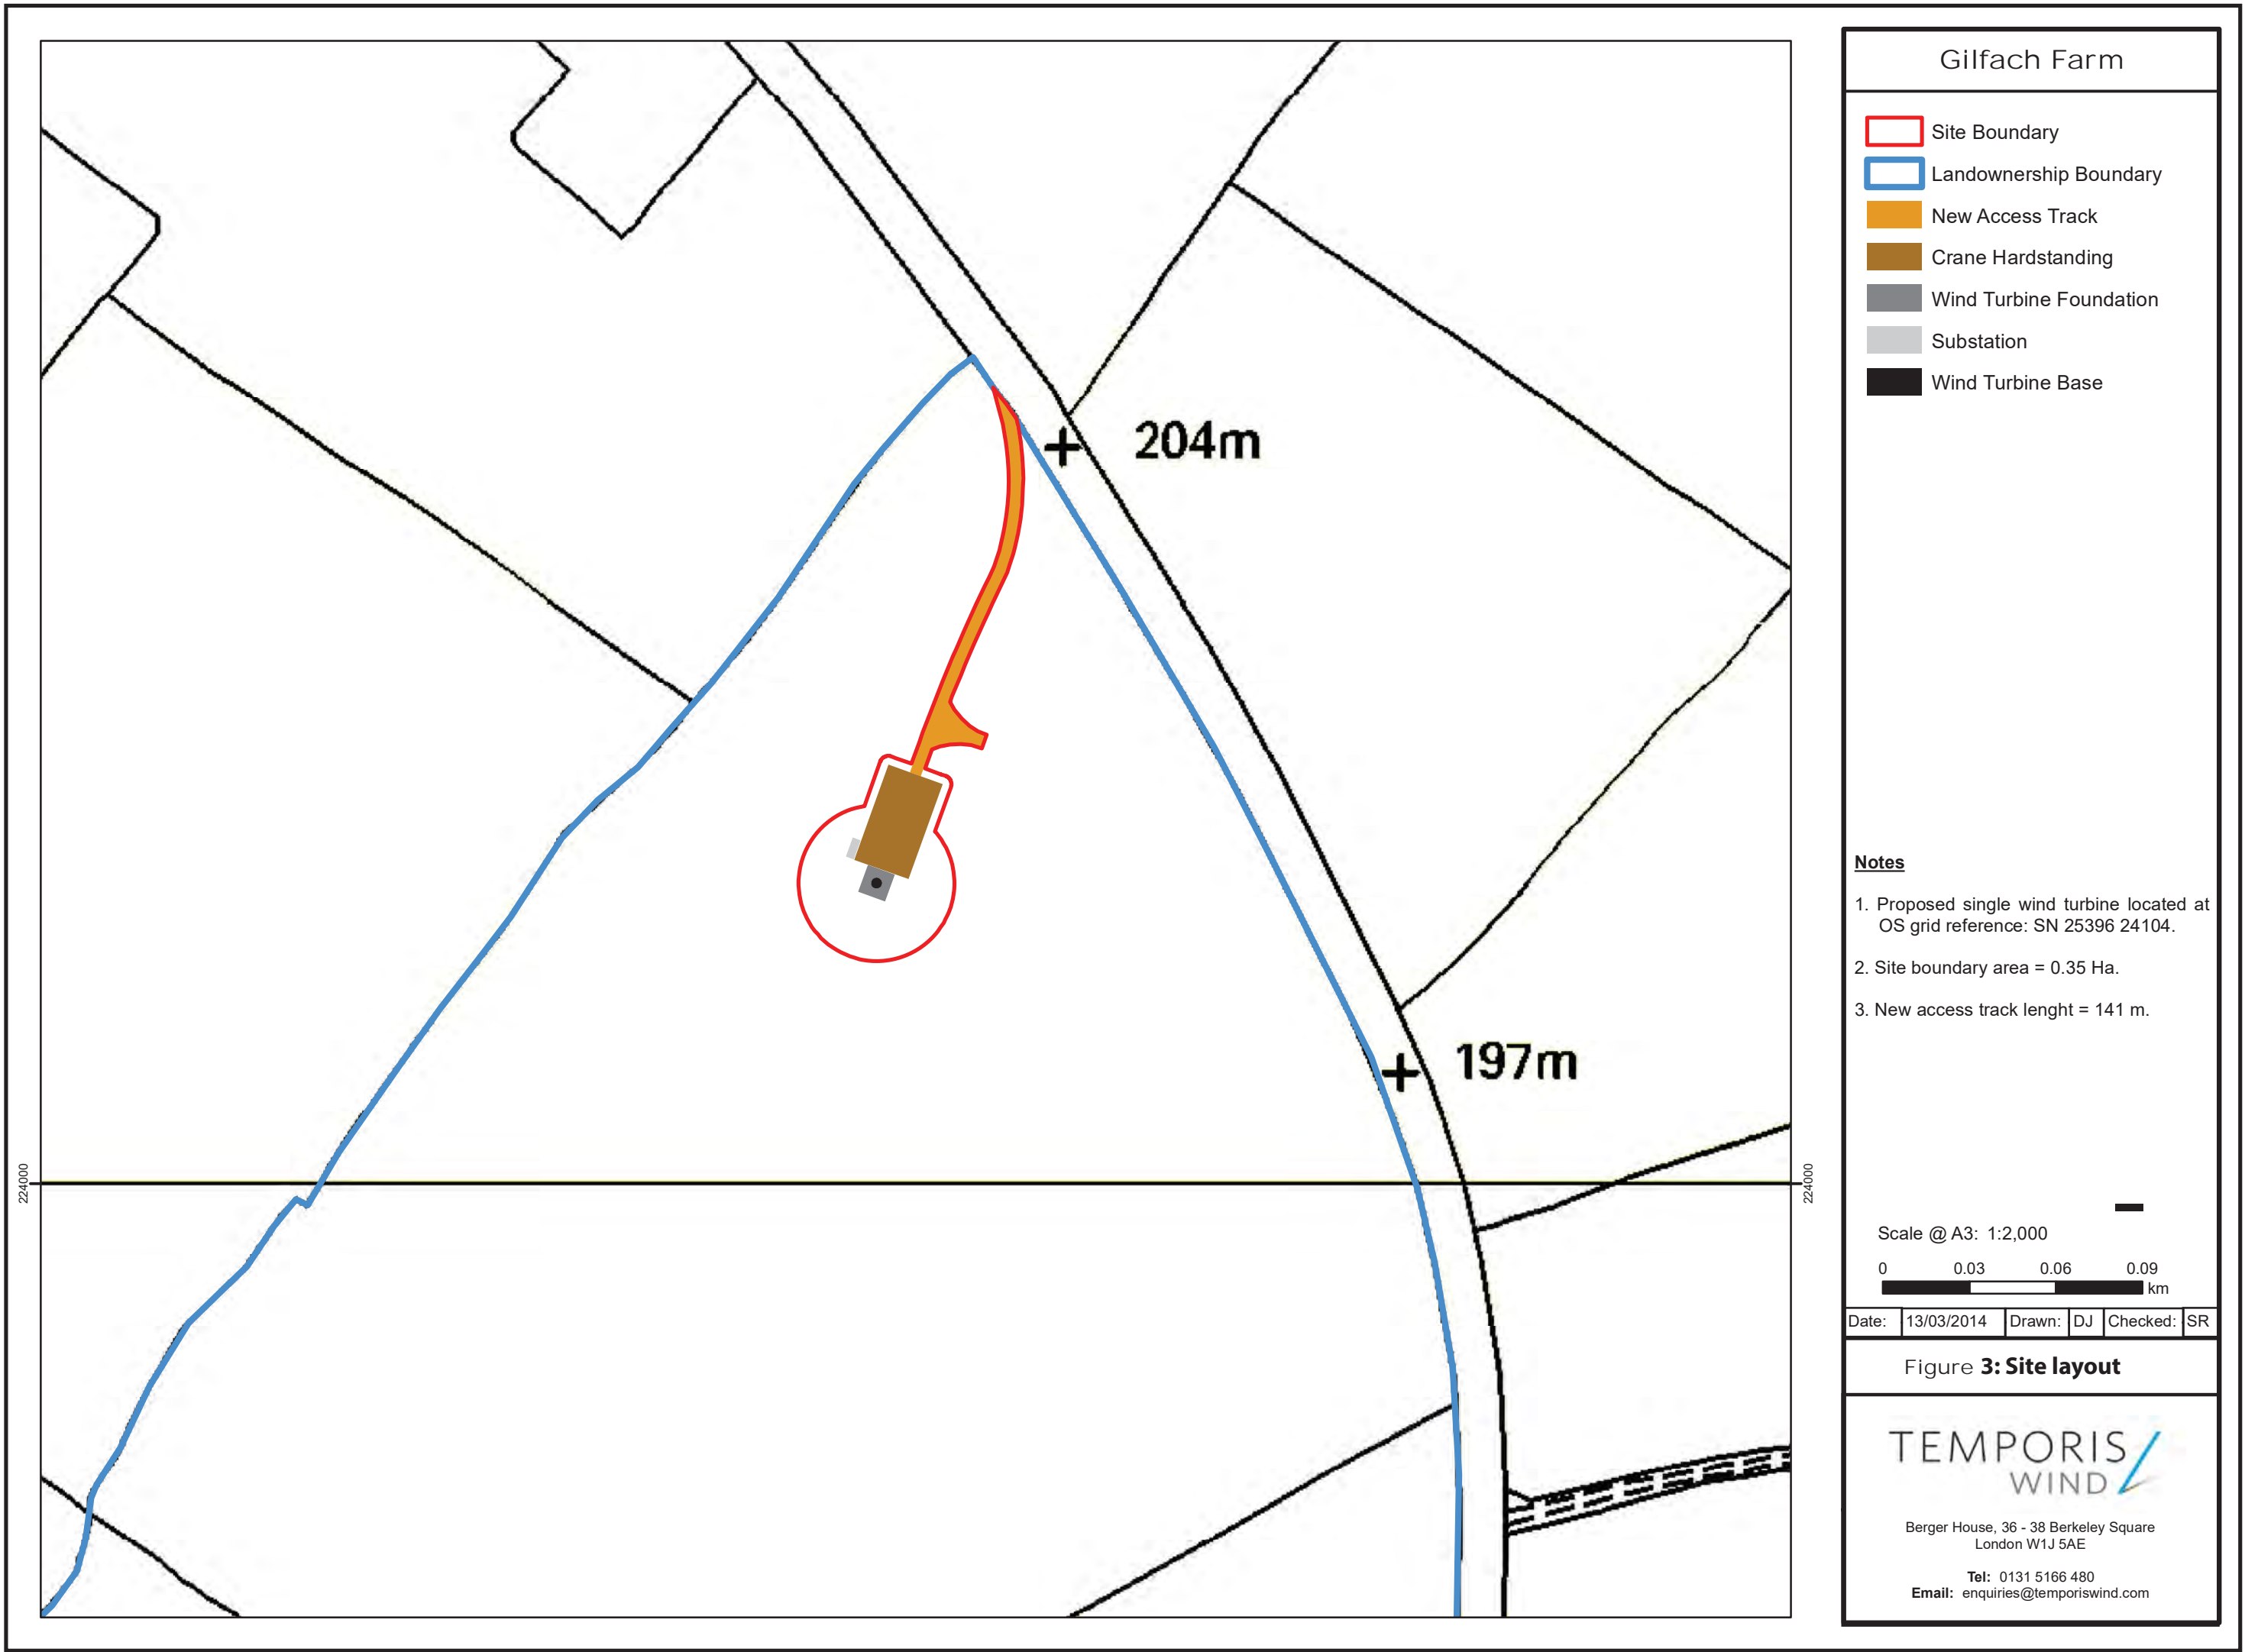 Gilfach Farm
Site Boundary
Landownership Boundary
New Access Track
Crane Hardstanding
Wind Turbine Foundation
Substation
Wind Turbine Base
204m
197m
224000
224000
Notes
1. Proposed single wind turbine located at
OS grid reference: SN 25396 24104.
2. Site boundary area = 0.35 Ha.
3. New access track lenght = 141 m.
Scale @ A3: 1:2,000
0 0.03 0.06 0.09
km
Date: 13/03/2014 Drawn: DJ Checked: SR
Figure 3: Site layout
TEMPORIS
WIND
Berger House, 36 - 38 Berkeley Square
London W1J 5AE
Tel: 0131 5166 480
Email: enquiries@temporiswind.com